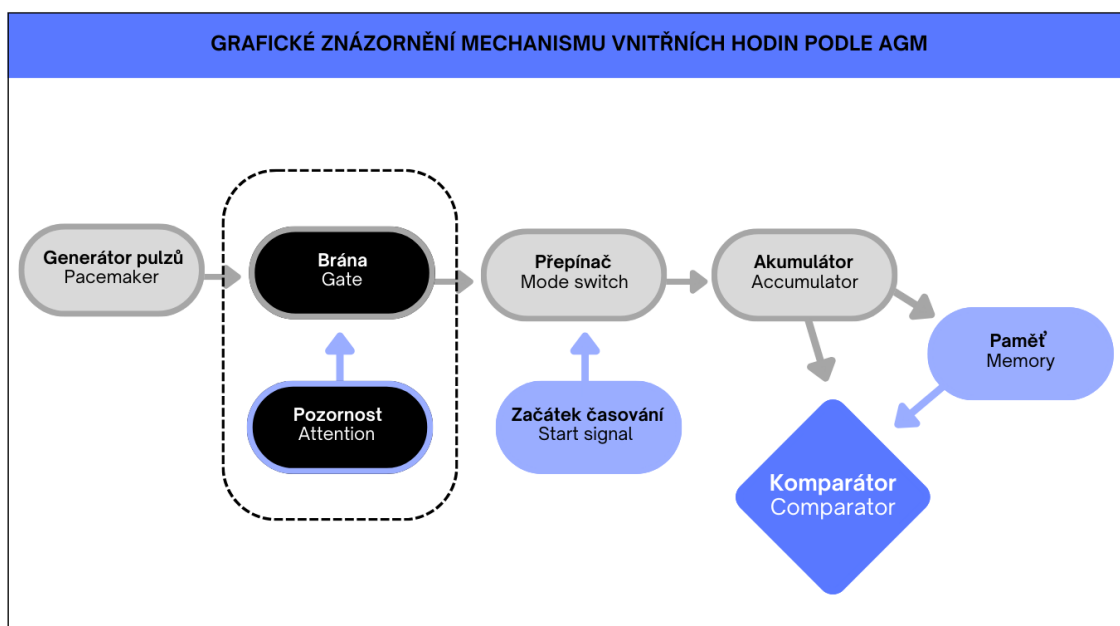 GRAFICKÉ ZNÁZORNĚNÍ MECHANISMU VNITŘNÍCH HODIN PODLE AGM
Generátor pulzů
Pacemaker
Brána
Gate
Přepínač
Mode switch
Akumulátor
Accumulator
Paměť
Memory
Pozornost
Attention
Začátek časování
Start signal
Komparátor
Comparator